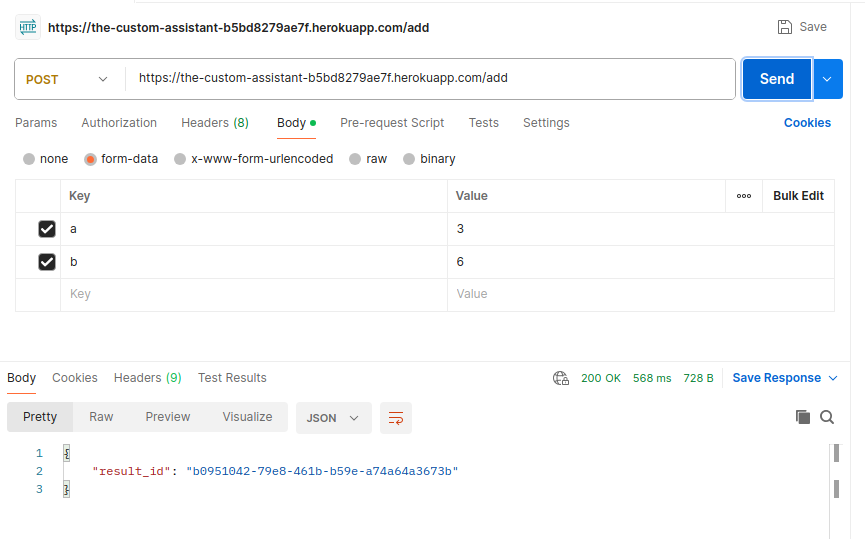 HTTP https://the-custom-assistant-b5bd8279ae7f.herokuapp.com/add Save
POST https://the-custom-assistant-b5bd8279ae7f.herokuapp.com/add Send
Params Authorization Headers (8) Body Pre-request Script Tests Settings Cookies
none form-data x-www-form-urlencoded raw binary
Key Value Bulk Edit
a 3
b 6
Key Value
Body Cookies Headers (9) Test Results 200 OK 568 ms 728 B Save Response
Pretty Raw Preview Visualize JSON
1 {
2 "result_id": "b0951042-79e8-461b-b59e-a74a64a3673b"
3 }